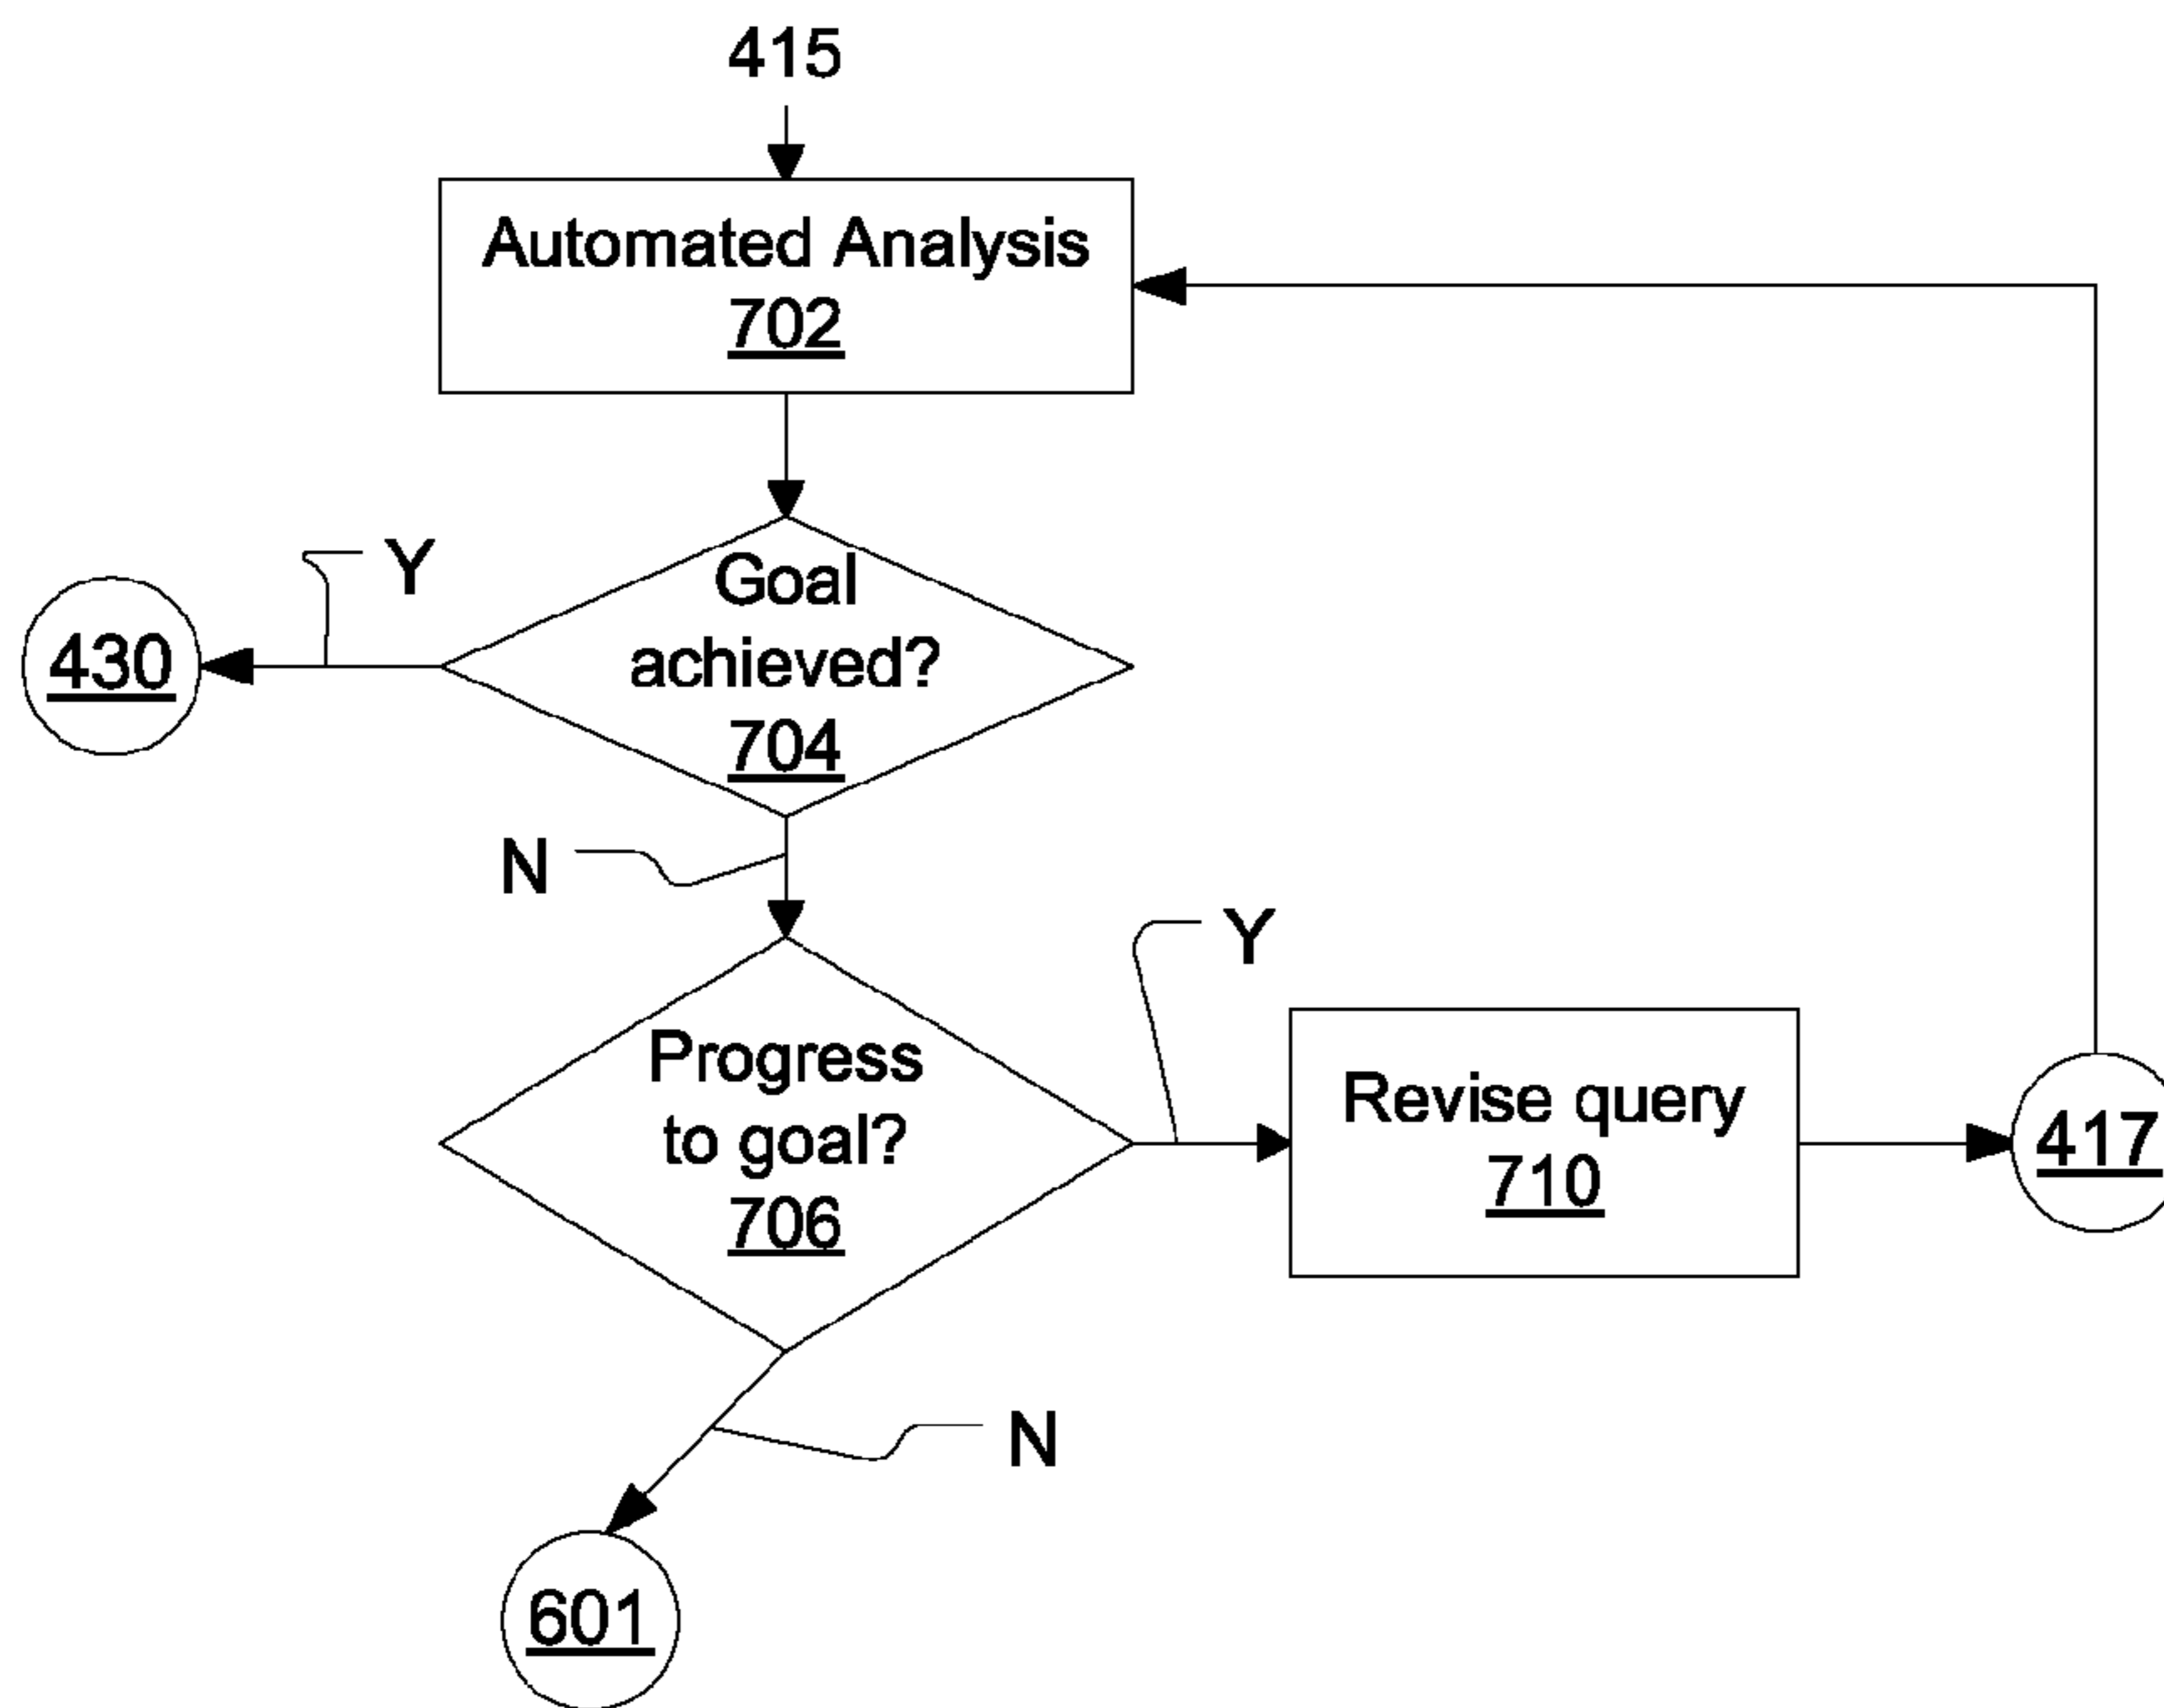 415
Automated Analysis
702
Y
Goal
achieved?
704
430
N
Y
Progress
to goal?
706
Revise query
710
417
N
601